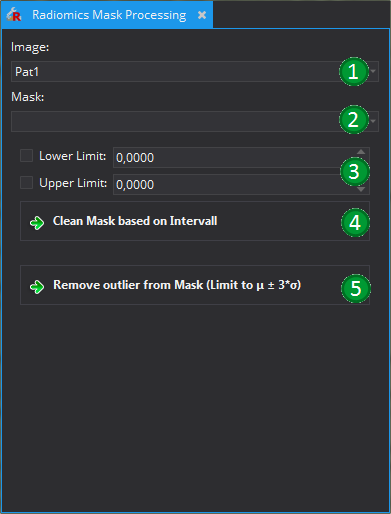 Radiomics Mask Processing
Image:
Pat1 1
Mask:
2
Lower Limit: 0,0000
3
Upper Limit: 0,0000
Clean Mask based on Intervall 4
Remove outlier from Mask (Limit to μ ± 3*σ) 5